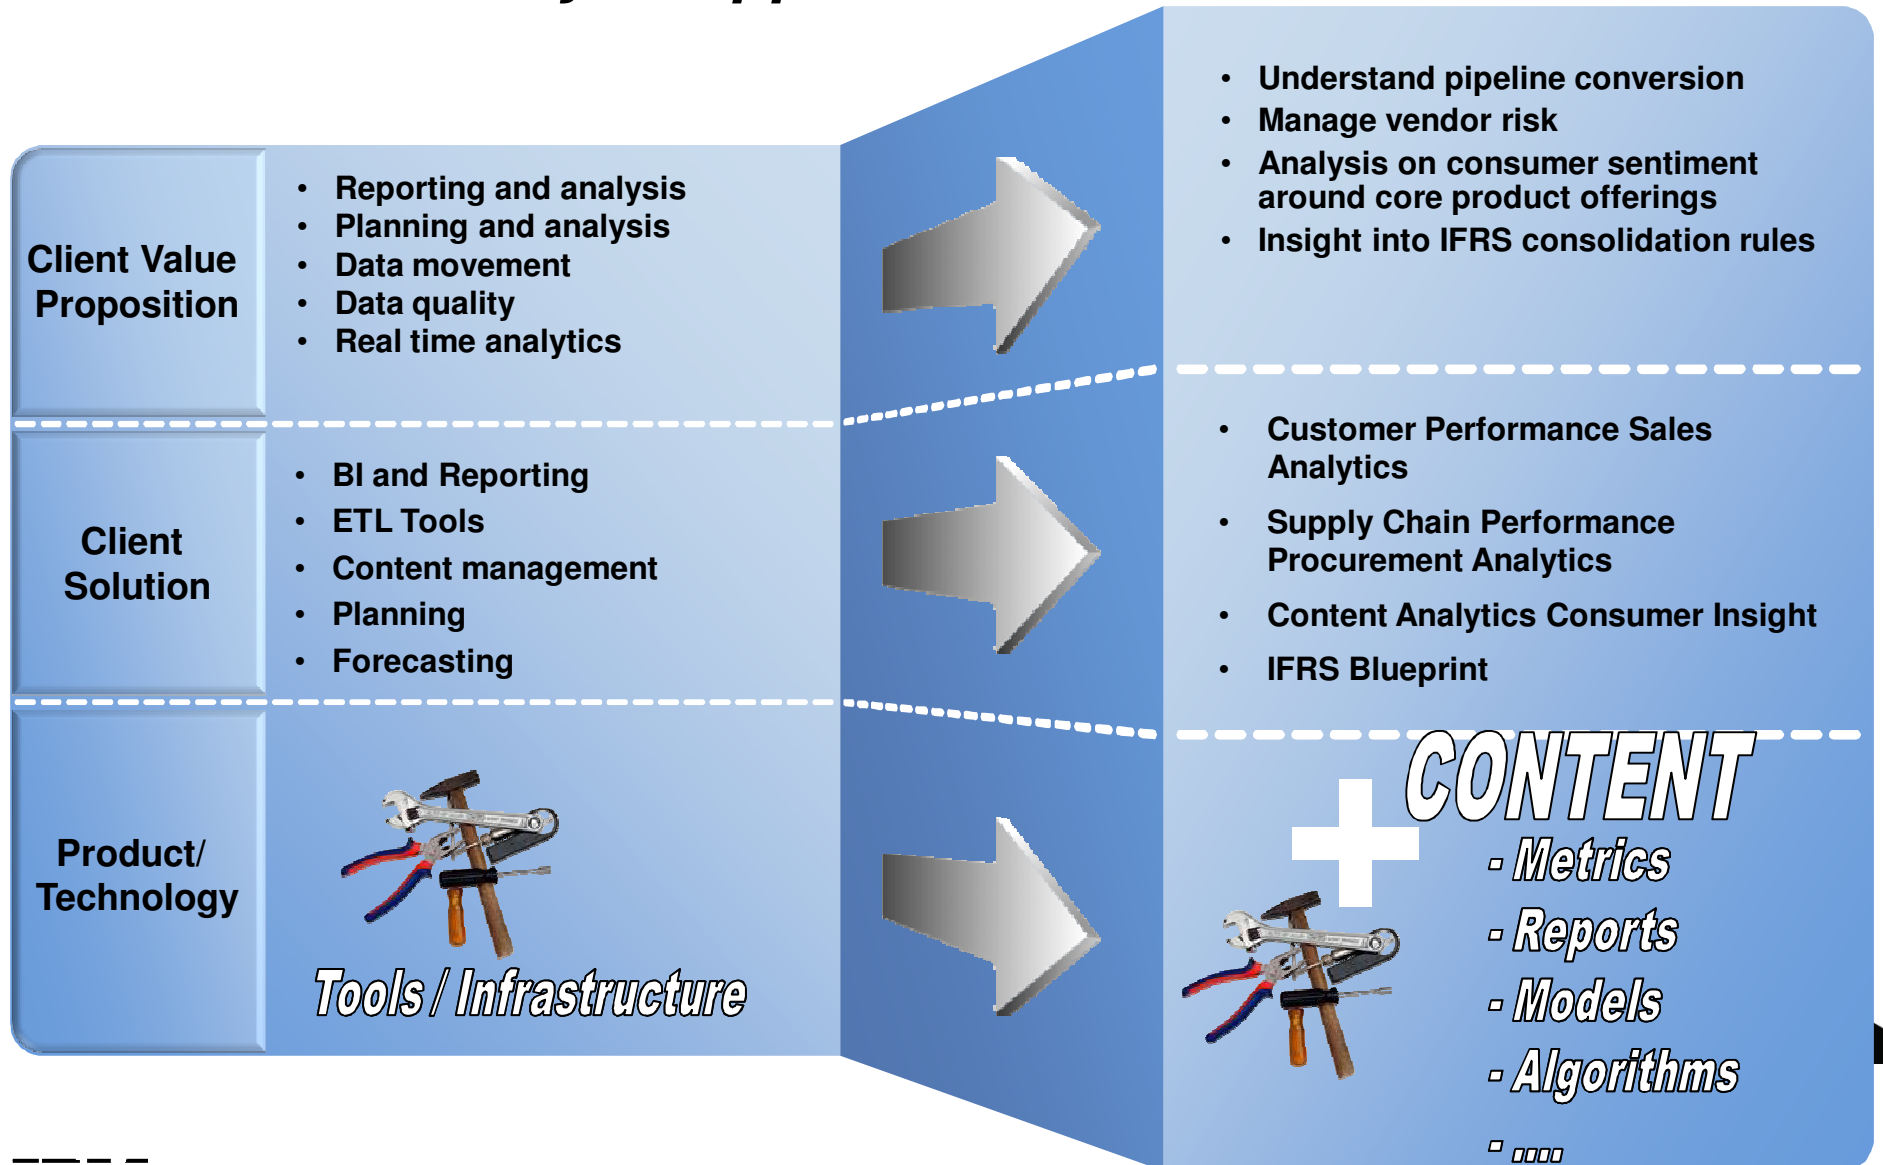 Client Value
Proposition
• Reporting and analysis
• Planning and analysis
• Data movement
• Data quality
• Real time analytics
• Understand pipeline conversion
• Manage vendor risk
• Analysis on consumer sentiment
around core product offerings
• Insight into IFRS consolidation rules
Client
Solution
• BI and Reporting
• ETL Tools
• Content management
• Planning
• Forecasting
• Customer Performance Sales
Analytics
• Supply Chain Performance
Procurement Analytics
• Content Analytics Consumer Insight
• IFRS Blueprint
Product/
Technology
Tools / Infrastructure
CONTENT
- Metrics
- Reports
- Models
- Algorithms
- ....